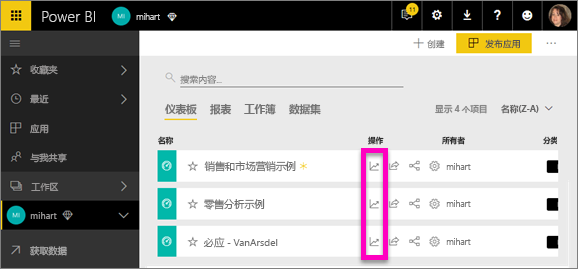 Power BI MI mihart 11 ?
+ 创建 发布应用 ...
收藏夹
最近
应用
与我共享
工作区
MI mihart
获取数据
搜索内容...
仪表板 报表 工作簿 数据集 显示 4 个项目 名称(Z-A)
名称 操作 所有者 分类
销售和市场营销示例 * mihart
零售分析示例 mihart
必应 - VanArsdel mihart